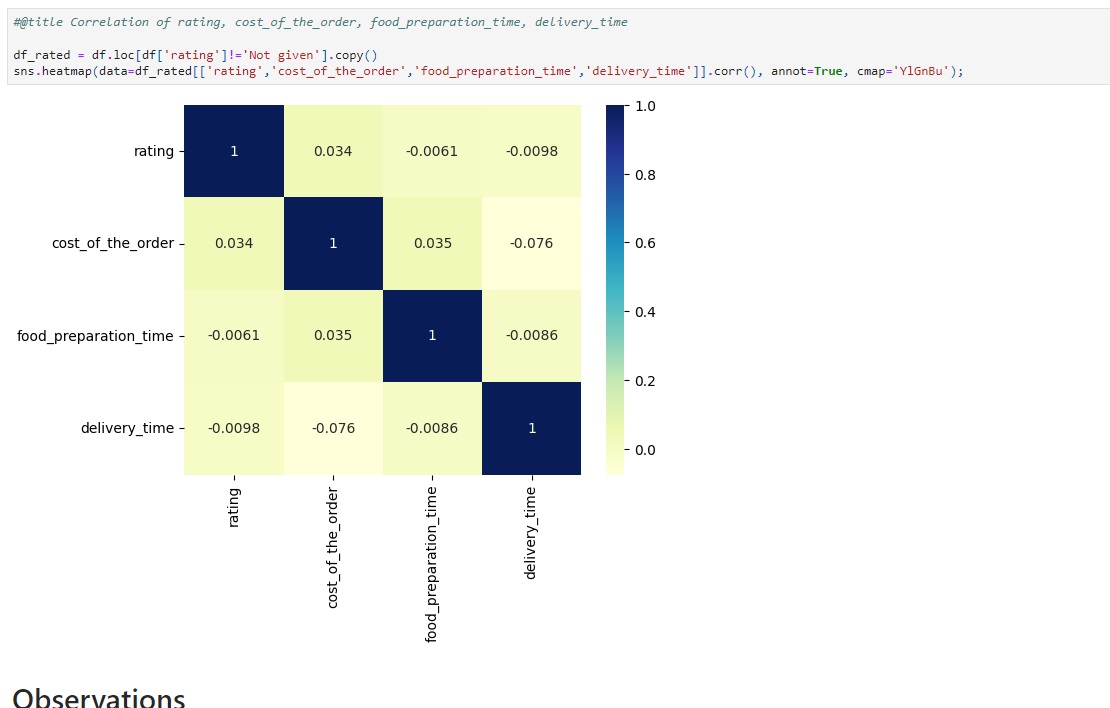 #@title Correlation of rating, cost_of_the_order, food_preparation_time, delivery_time
df_rated = df.loc[df['rating']!='Not given'].copy()
sns.heatmap(data=df_rated[['rating','cost_of_the_order','food_preparation_time','delivery_time']].corr(), annot=True, cmap='YlGnBu');
rating 1 0.034 -0.0061 -0.0098
cost_of_the_order 0.034 1 0.035 -0.076
food_preparation_time -0.0061 0.035 1 -0.0086
delivery_time -0.0098 -0.076 -0.0086 1
rating
cost_of_the_order
food_preparation_time
delivery_time
1.0
0.8
0.6
0.4
0.2
0.0
Observations